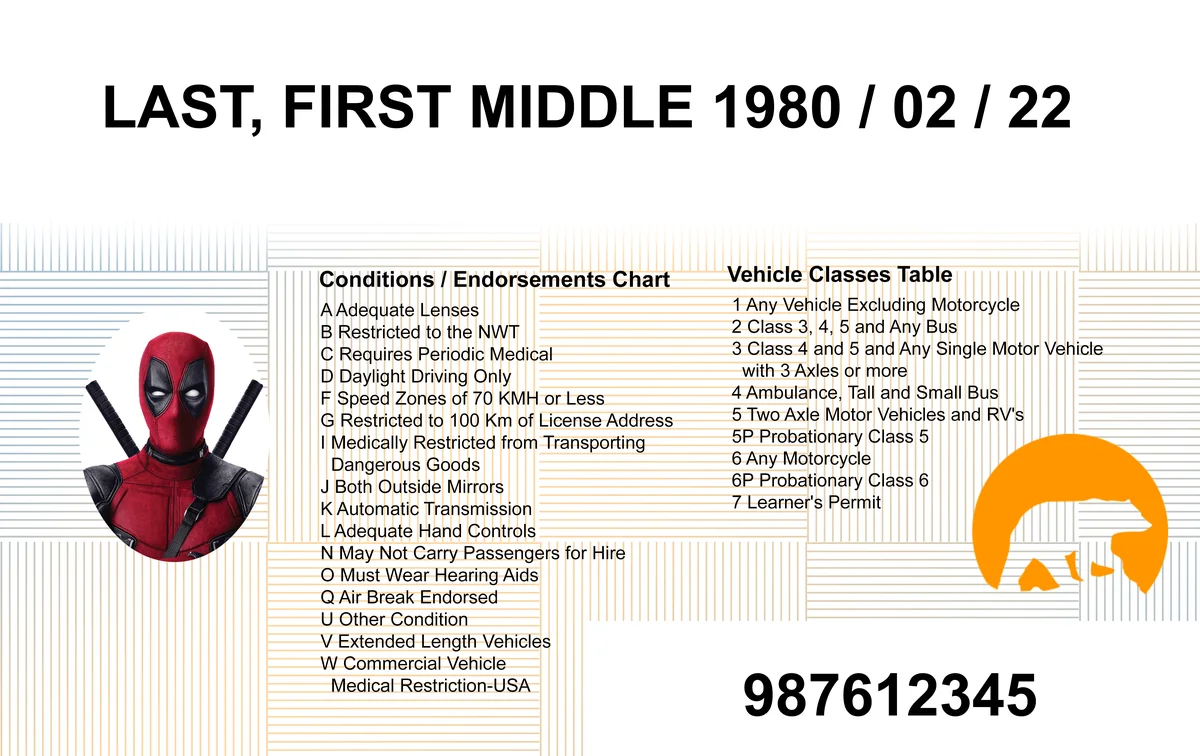 LAST, FIRST MIDDLE 1980 / 02 / 22
Conditions / Endorsements Chart
A Adequate Lenses
B Restricted to the NWT
C Requires Periodic Medical
D Daylight Driving Only
F Speed Zones of 70 KMH or Less
G Restricted to 100 Km of License Address
I Medically Restricted from Transporting
Dangerous Goods
J Both Outside Mirrors
K Automatic Transmission
L Adequate Hand Controls
N May Not Carry Passengers for Hire
O Must Wear Hearing Aids
Q Air Break Endorsed
U Other Condition
V Extended Length Vehicles
W Commercial Vehicle
Medical Restriction-USA
Vehicle Classes Table
1 Any Vehicle Excluding Motorcycle
2 Class 3, 4, 5 and Any Bus
3 Class 4 and 5 and Any Single Motor Vehicle
with 3 Axles or more
4 Ambulance, Tall and Small Bus
5 Two Axle Motor Vehicles and RV's
5P Probationary Class 5
6 Any Motorcycle
6P Probationary Class 6
7 Learner's Permit
987612345